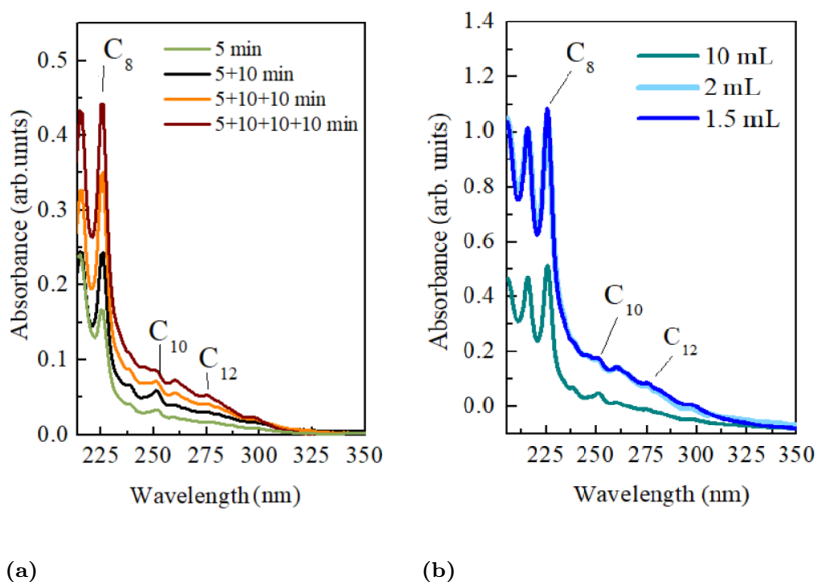 0.5
0.4
0.3
0.2
0.1
0.0
Absorbance (arb.units)
C8
5 min
5+10 min
5+10+10 min
5+10+10+10 min
C10
C12
225 250 275 300 325 350
Wavelength (nm)
(a)
1.4
1.2
1.0
0.8
0.6
0.4
0.2
0.0
Absorbance (arb. units)
C8
10 mL
2 mL
1.5 mL
C10
C12
225 250 275 300 325 350
Wavelength (nm)
(b)